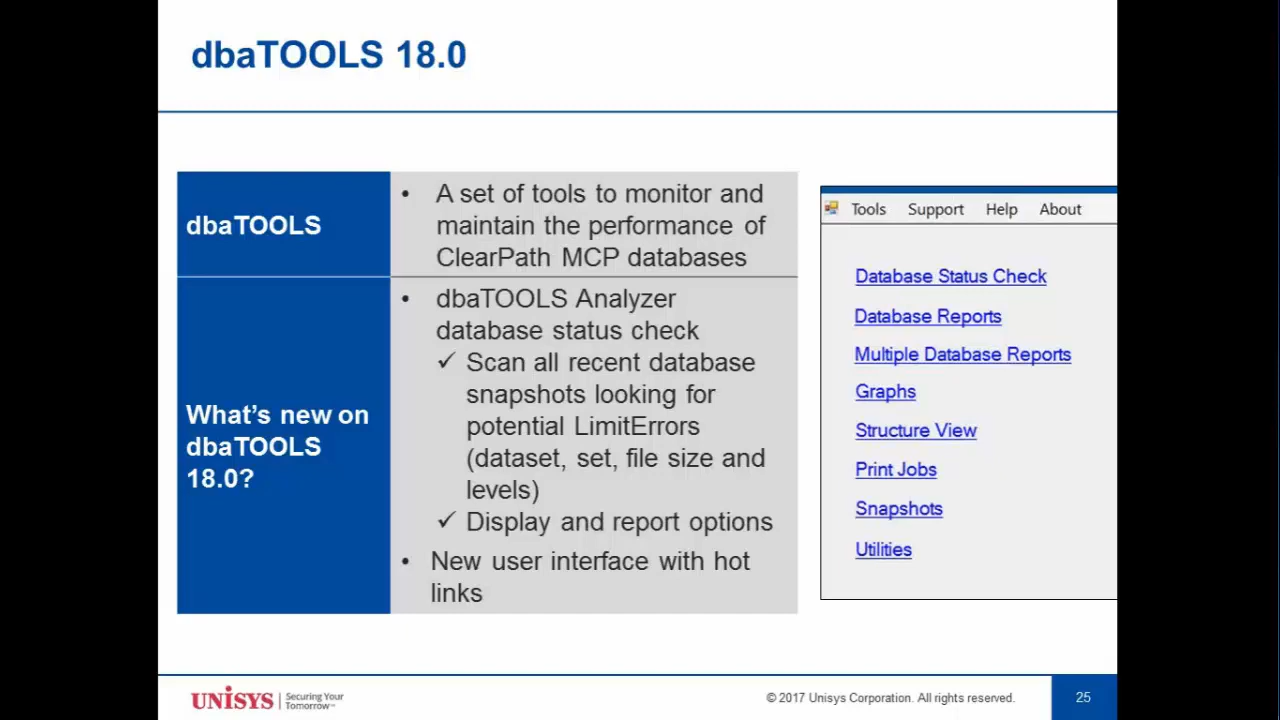 dbaTOOLS 18.0
dbaTOOLS
• A set of tools to monitor and
maintain the performance of
ClearPath MCP databases
What's new on
dbaTOOLS
18.0?
• dbaTOOLS Analyzer
database status check
✓ Scan all recent database
snapshots looking for
potential LimitErrors
(dataset, set, file size and
levels)
✓ Display and report options
• New user interface with hot
links
Tools Support Help About
Database Status Check
Database Reports
Multiple Database Reports
Graphs
Structure View
Print Jobs
Snapshots
Utilities
UNISYS | Securing Your
Tomorrow™
© 2017 Unisys Corporation. All rights reserved.
25